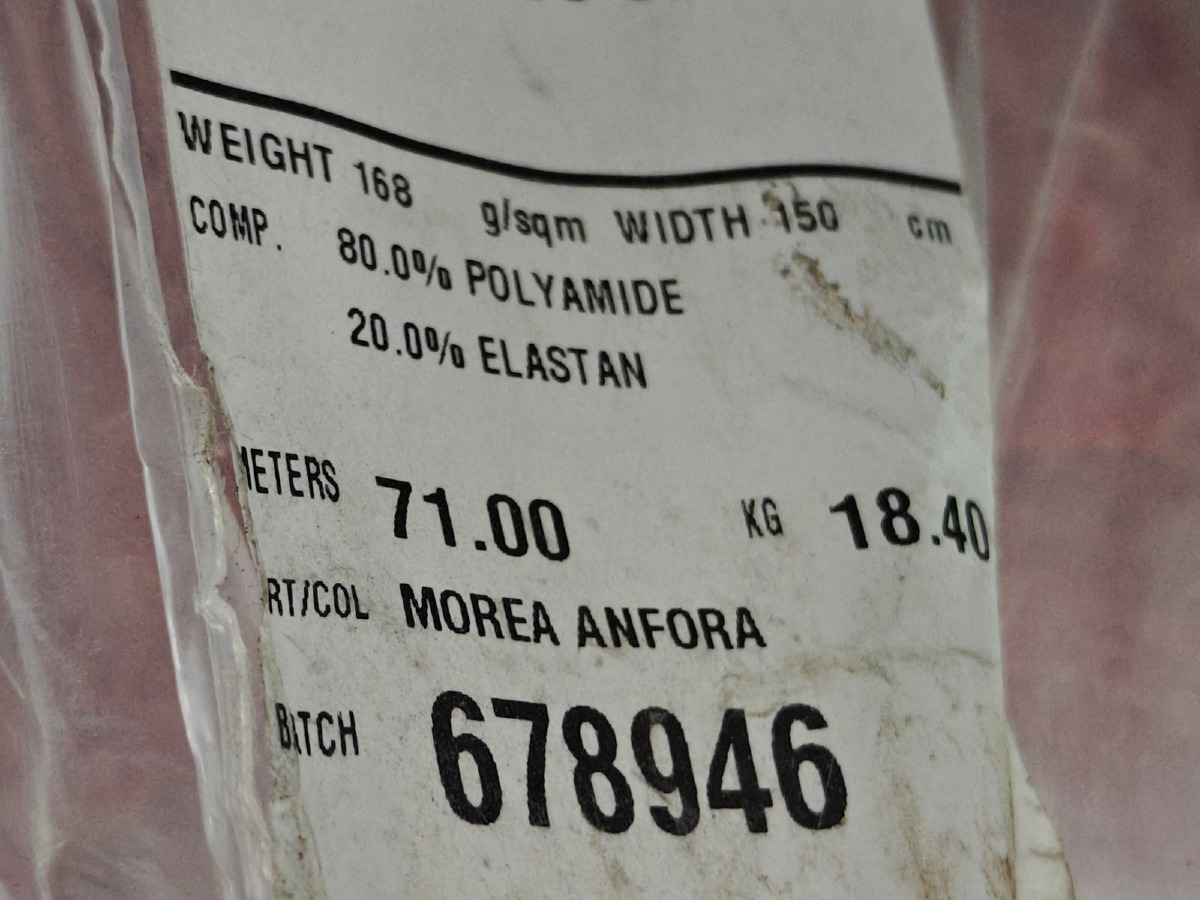 WEIGHT 168 g/sqm WIDTH 150 cm
COMP. 80.0% POLYAMIDE
20.0% ELASTAN
METERS 71.00 KG 18.40
RT/COL MOREA ANFORA
BATCH 678946